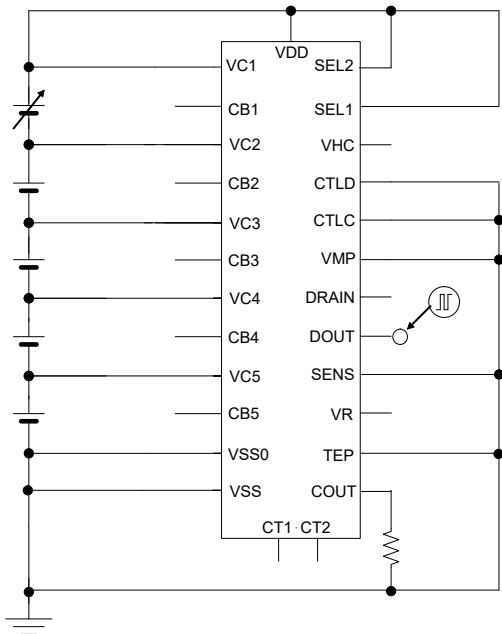 VDD
VC1
SEL2
CB1
SEL1
VC2
VHC
CB2
CTLD
VC3
CTLC
CB3
VMP
VC4
DRAIN
CB4
DOUT
VC5
SENS
CB5
VR
VSS0
TEP
VSS
COUT
CT1
CT2